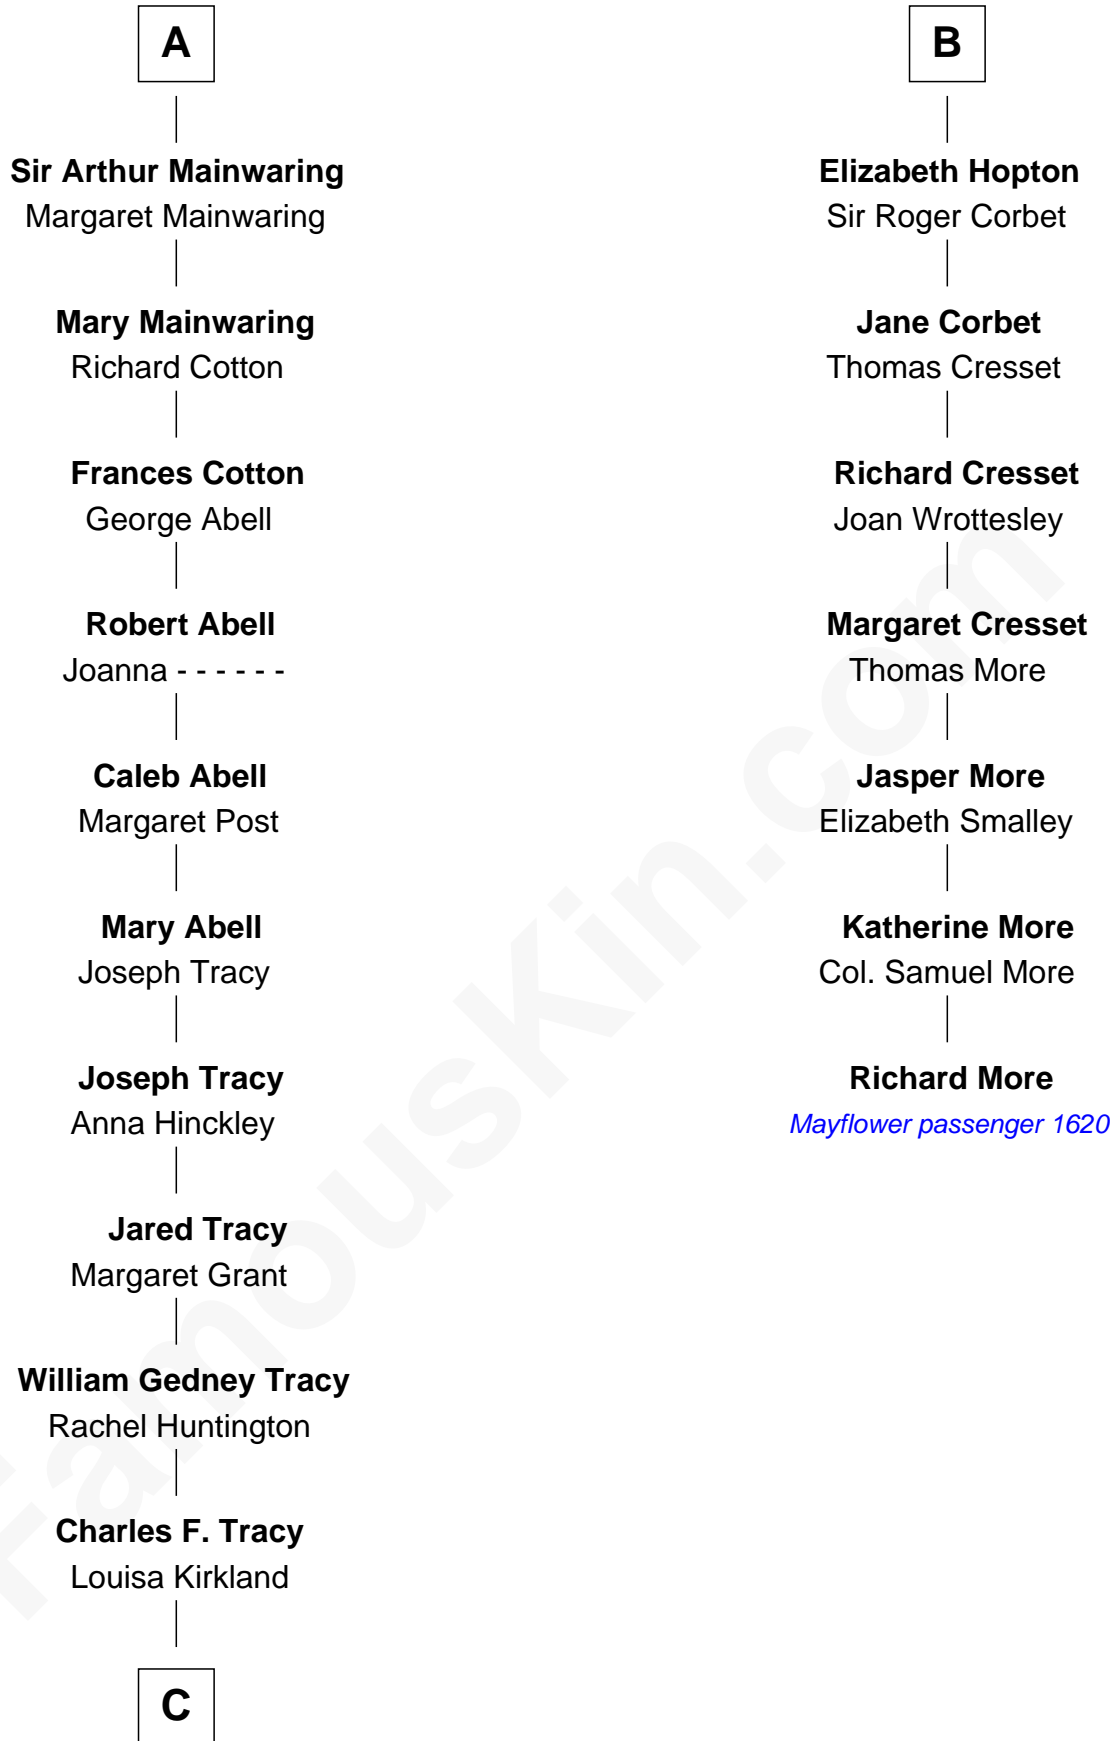 A
Sir Arthur Mainwaring
Margaret Mainwaring
Mary Mainwaring
Richard Cotton
Frances Cotton
George Abell
Robert Abell
Joanna - - - - - -
Caleb Abell
Margaret Post
Mary Abell
Joseph Tracy
Joseph Tracy
Anna Hinckley
Jared Tracy
Margaret Grant
William Gedney Tracy
Rachel Huntington
Charles F. Tracy
Louisa Kirkland
C
B
Elizabeth Hopton
Sir Roger Corbet
Jane Corbet
Thomas Cresset
Richard Cresset
Joan Wrottesley
Margaret Cresset
Thomas More
Jasper More
Elizabeth Smalley
Katherine More
Col. Samuel More
Richard More
Mayflower passenger 1620
FamousKin.com